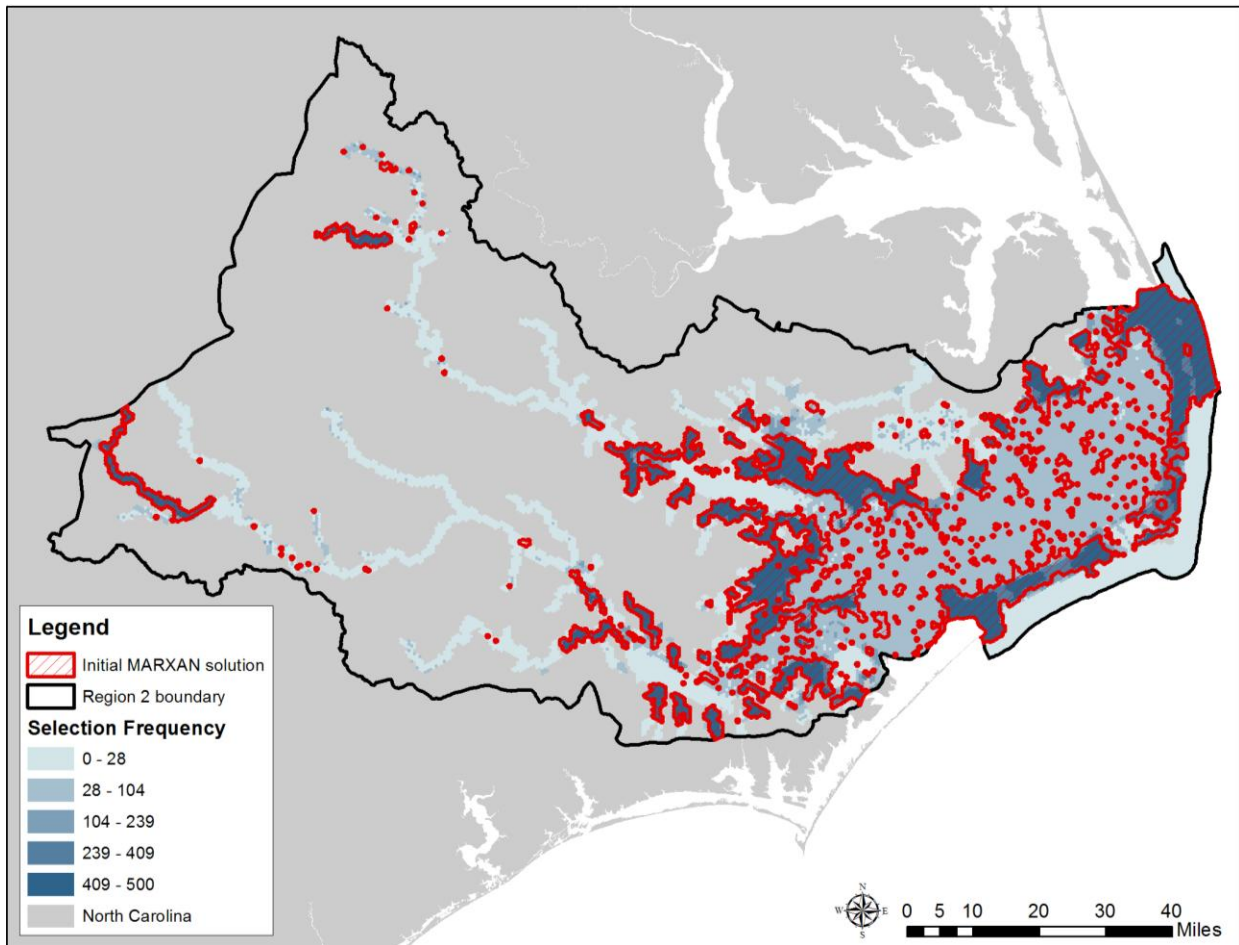 Legend
Initial MARXAN solution
Region 2 boundary
Selection Frequency
0 - 28
28 - 104
104 - 239
239 - 409
409 - 500
North Carolina
N
W E
S
0 5 10 20 30 40
Miles